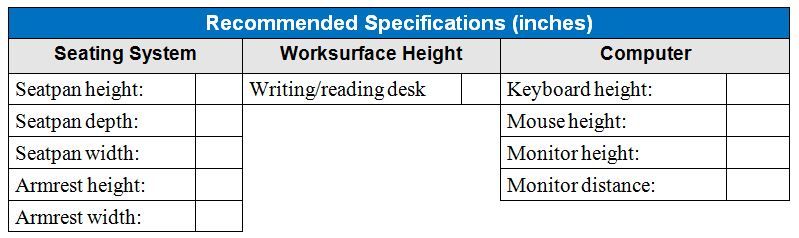 Recommended Specifications (inches)
Seating System Worksurface Height Computer
Seatpan height: Writing/reading desk Keyboard height:
Seatpan depth: Mouse height:
Seatpan width: Monitor height:
Armrest height: Monitor distance:
Armrest width: